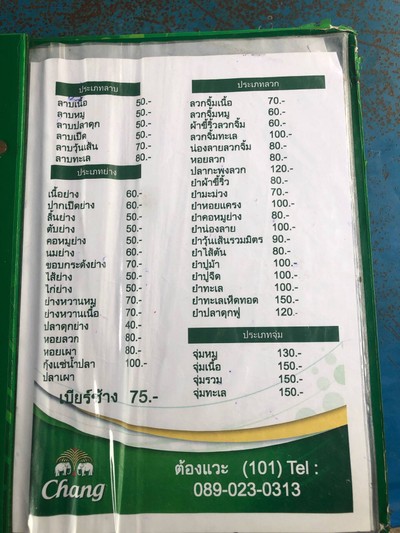 ประเภทลาบ
ลาบเนื้อ 50.-
ลาบหมู 50.-
ลาบปลาดุก 50.-
ลาบเป็ด 50.-
ลาบวุ้นเส้น 70.-
ลาบทะเล 80.-
ประเภทย่าง
เนื้อย่าง 60.-
ปากเป็ดย่าง 60.-
ลิ้นย่าง 50.-
ตับย่าง 50.-
คอหมูย่าง 50.-
นมย่าง 60.-
ขอบกระด้งย่าง 70.-
ไส้ย่าง 50.-
ไก่ย่าง 50.-
ย่างหวานหมู 70.-
ย่างหวานเนื้อ 70.-
ปลาดุกย่าง 40.-
หอยลวก 80.-
หอยเผา 80.-
กุ้งแช่น้ำปลา 100.-
ปลาเผา
เบียร์ช้าง 75.-
ประเภทลวก
ลวกจิ้มเนื้อ 70.-
ลวกจิ้มหมู 60.-
ผ้าขี้ริ้วลวกจิ้ม 60.-
ลวกจิ้มทะเล 100.-
น่องลายลวกจิ้ม 80.-
หอยลวก 80.-
ปลากะพงลวก 120.-
ยำผ้าขี้ริ้ว 80.-
ยำมะม่วง 70.-
ยำหอยแครง 100.-
ยำคอหมูย่าง 80.-
ยำน่องลาย 100.-
ยำวุ้นเส้นรวมมิตร 90.-
ยำไส้ตัน 80.-
ยำปูม้า 100.-
ยำปูจืด 100.-
ยำทะเล 100.-
ยำทะเลเห็ดทอด 150.-
ยำปลาดุกฟู 120.-
ประเภทจุ่ม
จุ่มหมู 130.-
จุ่มเนื้อ 150.-
จุ่มรวม 150.-
จุ่มทะเล 150.-
Chang
ต้องแวะ (101) Tel :
089-023-0313